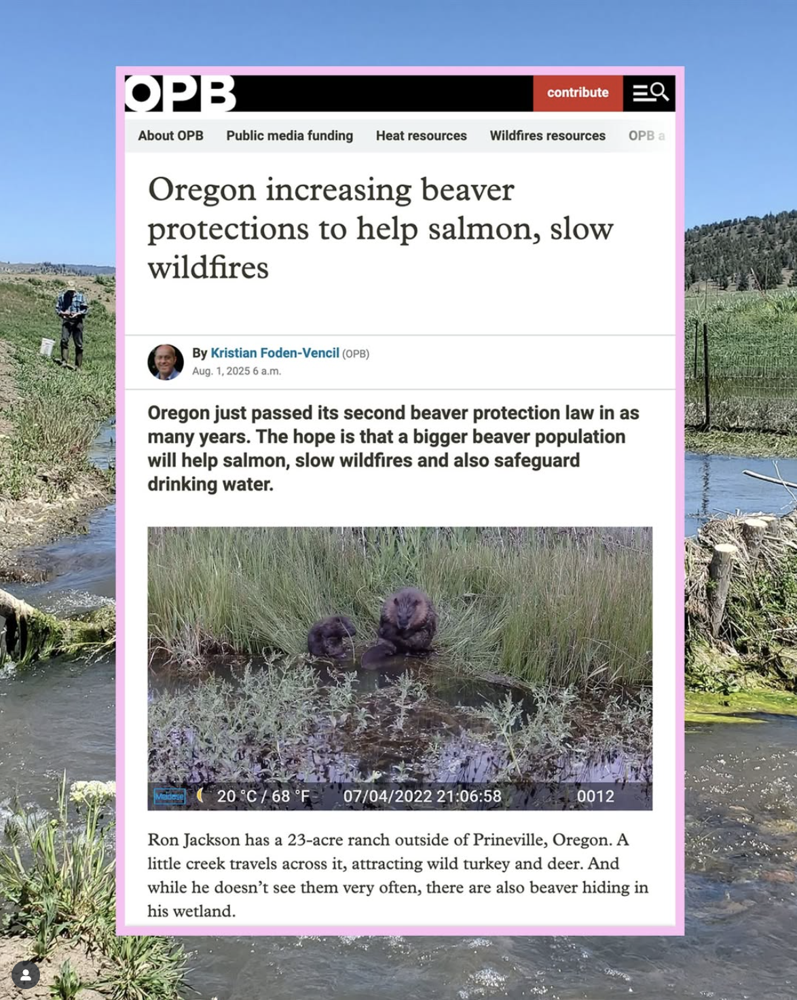 OPB
contribute
About OPB Public media funding Heat resources Wildfires resources OPB a
Oregon increasing beaver
protections to help salmon, slow
wildfires
By Kristian Foden-Vencil (OPB)
Aug. 1, 2025 6 a.m.
Oregon just passed its second beaver protection law in as
many years. The hope is that a bigger beaver population
will help salmon, slow wildfires and also safeguard
drinking water.
Meidase 20 °C / 68 °F 07/04/2022 21:06:58 0012
Ron Jackson has a 23-acre ranch outside of Prineville, Oregon. A
little creek travels across it, attracting wild turkey and deer. And
while he doesn’t see them very often, there are also beaver hiding in
his wetland.